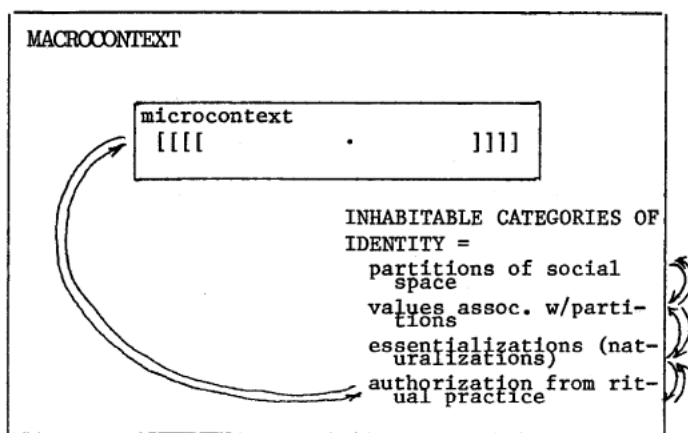 MACROCONTEXT
microcontext
[[[[ · ]]]]
INHABITABLE CATEGORIES OF
IDENTITY =
partitions of social
space
values assoc. w/parti-
tions
essentializations (nat-
uralizations)
authorization from rit-
ual practice